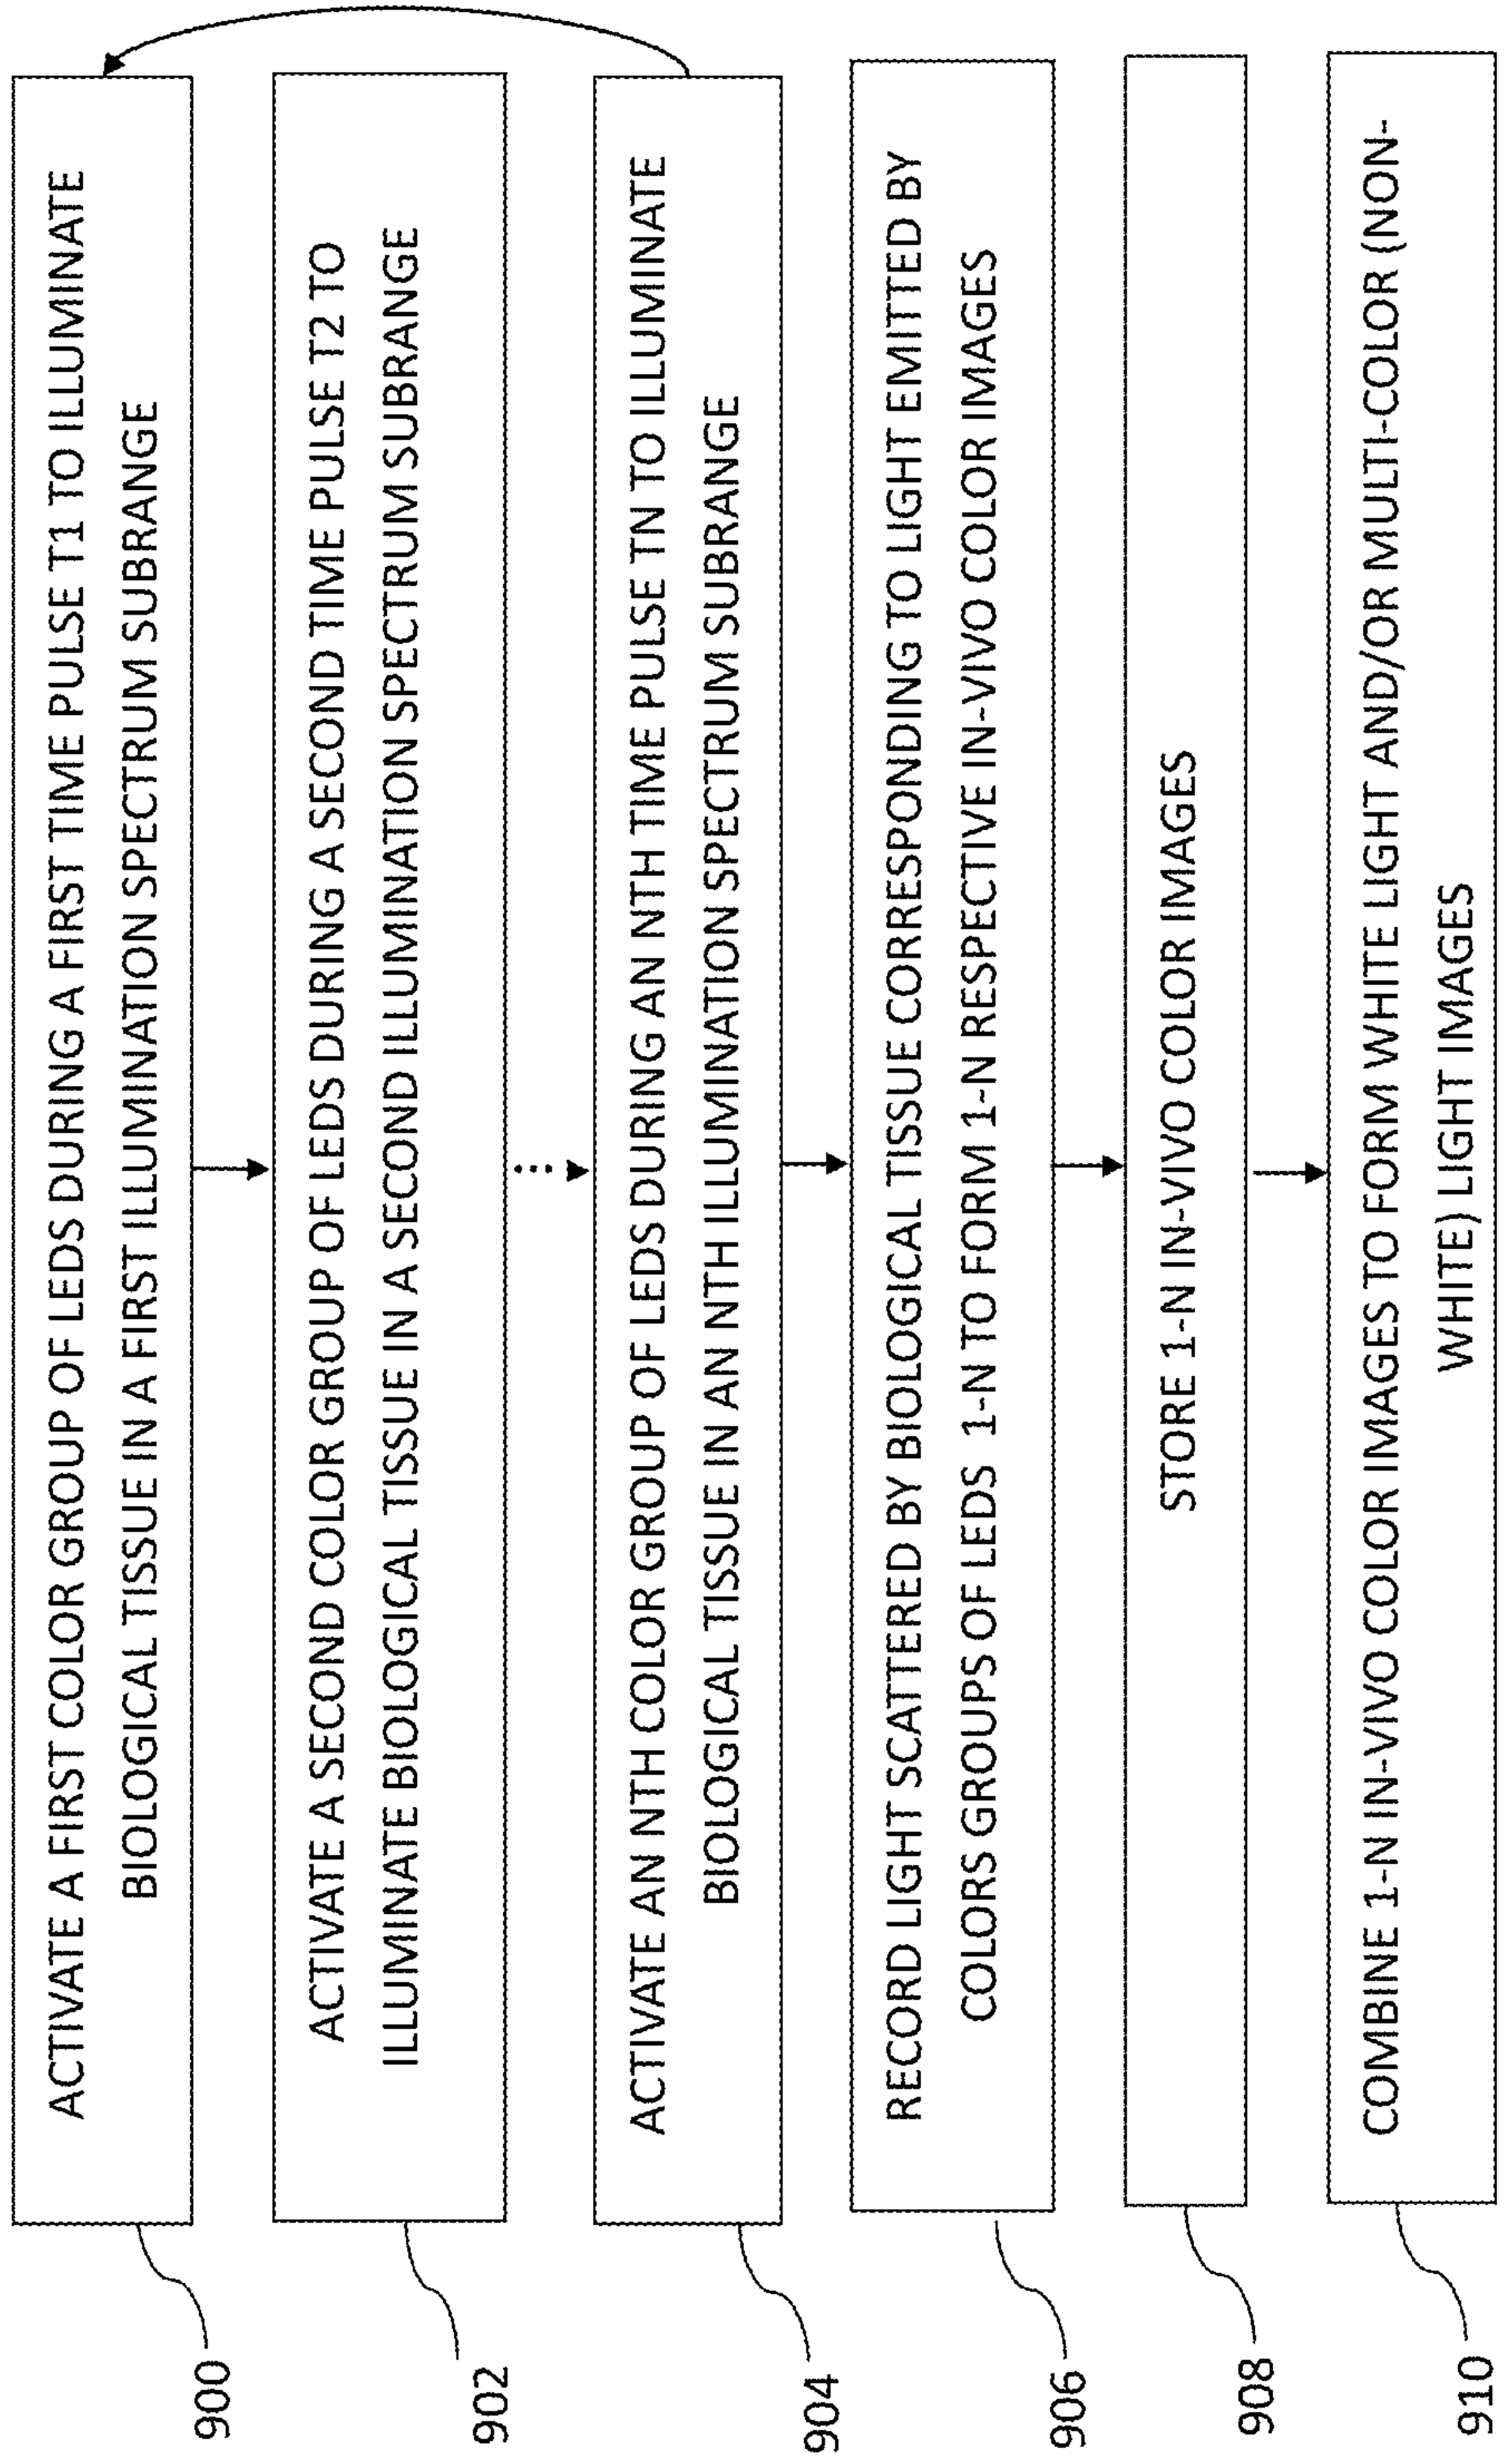 ACTIVATE A FIRST COLOR GROUP OF LEDS DURING A FIRST TIME PULSE T1 TO ILLUMINATE
BIOLOGICAL TISSUE IN A FIRST ILLUMINATION SPECTRUM SUBRANGE
900
ACTIVATE A SECOND COLOR GROUP OF LEDS DURING A SECOND TIME PULSE T2 TO
ILLUMINATE BIOLOGICAL TISSUE IN A SECOND ILLUMINATION SPECTRUM SUBRANGE
902
ACTIVATE AN NTH COLOR GROUP OF LEDS DURING AN NTH TIME PULSE TN TO ILLUMINATE
BIOLOGICAL TISSUE IN AN NTH ILLUMINATION SPECTRUM SUBRANGE
904
RECORD LIGHT SCATTERED BY BIOLOGICAL TISSUE CORRESPONDING TO LIGHT EMITTED BY
COLORS GROUPS OF LEDS 1-N TO FORM 1-N RESPECTIVE IN-VIVO COLOR IMAGES
906
STORE 1-N IN-VIVO COLOR IMAGES
908
COMBINE 1-N IN-VIVO COLOR IMAGES TO FORM WHITE LIGHT AND/OR MULTI-COLOR (NON-
WHITE) LIGHT IMAGES
910